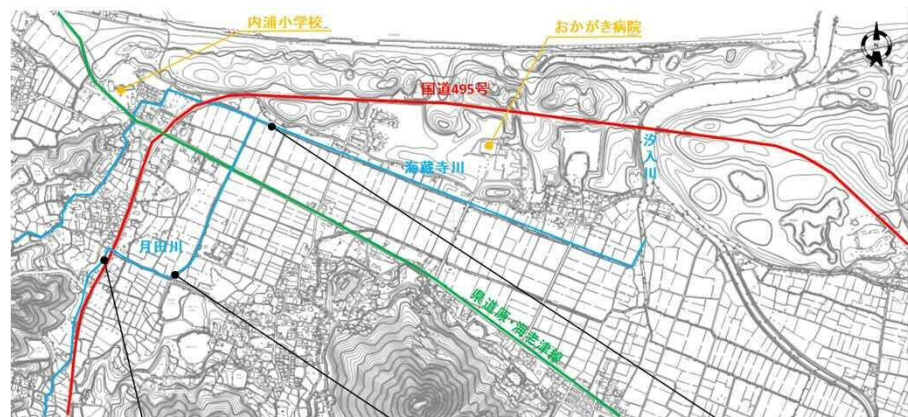 内浦小学校
おかがき病院
国道495号
汐入川
海蔵寺川
月田川
県道原・海老津線